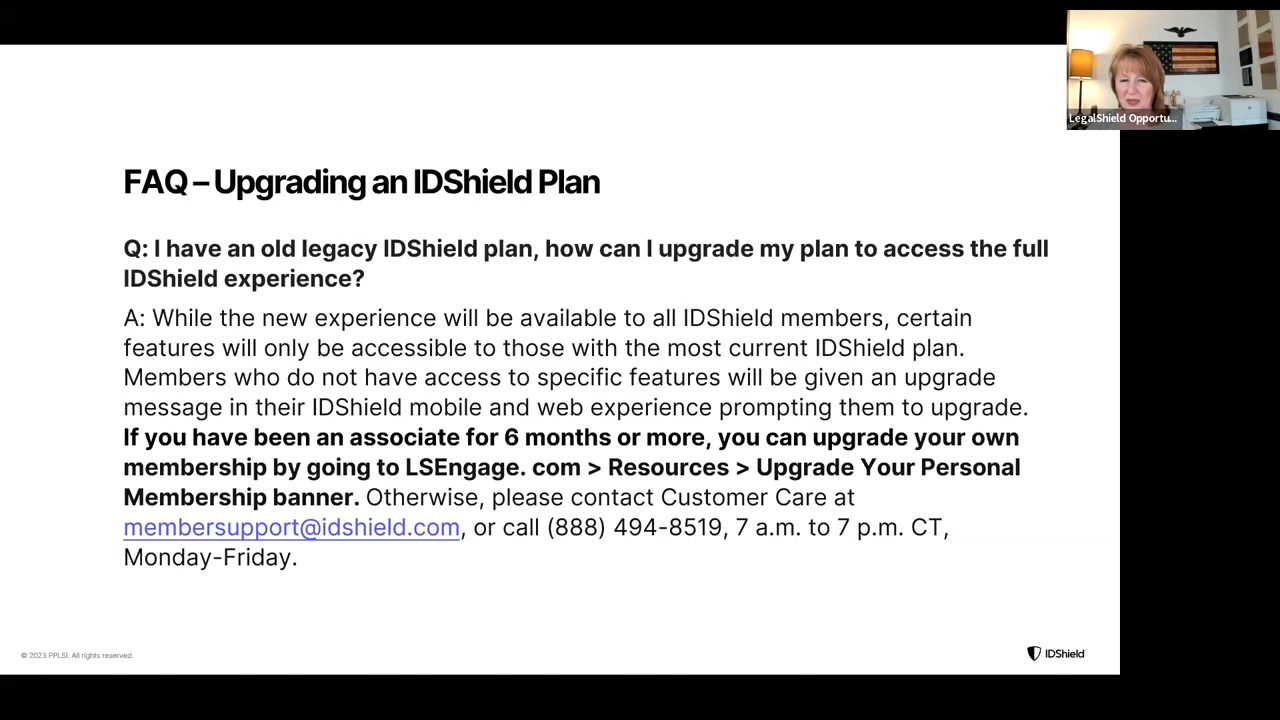 LegalShield Opportu...
FAQ – Upgrading an IDShield Plan
Q: I have an old legacy IDShield plan, how can I upgrade my plan to access the full
IDShield experience?
A: While the new experience will be available to all IDShield members, certain
features will only be accessible to those with the most current IDShield plan.
Members who do not have access to specific features will be given an upgrade
message in their IDShield mobile and web experience prompting them to upgrade.
If you have been an associate for 6 months or more, you can upgrade your own
membership by going to LSEngage. com > Resources > Upgrade Your Personal
Membership banner. Otherwise, please contact Customer Care at
membersupport@idshield.com, or call (888) 494-8519, 7 a.m. to 7 p.m. CT,
Monday-Friday.
© 2023 PPLSI. All rights reserved.
IDShield